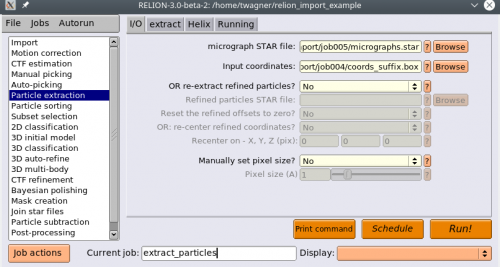 RELION-3.0-beta-2: /home/twagner/relion_import_example
File Jobs Autorun
I/O extract Helix Running
Import
Motion correction
CTF estimation
Manual picking
Auto-picking
Particle extraction
Particle sorting
Subset selection
2D classification
3D initial model
3D classification
3D auto-refine
3D multi-body
CTF refinement
Bayesian polishing
Mask creation
Join star files
Particle subtraction
Post-processing
micrograph STAR file: port/job005/micrographs.star ? Browse
Input coordinates: port/job004/coords_suffix.box ? Browse
OR re-extract refined particles? No ?
Refined particles STAR file: ? Browse
Reset the refined offsets to zero? No ?
OR: re-center refined coordinates? No ?
Recenter on - X, Y, Z (pix): 0 0 0 ?
Manually set pixel size? No ?
Pixel size (A) 1 ?
Print command Schedule Run!
Job actions Current job: extract_particles Display: